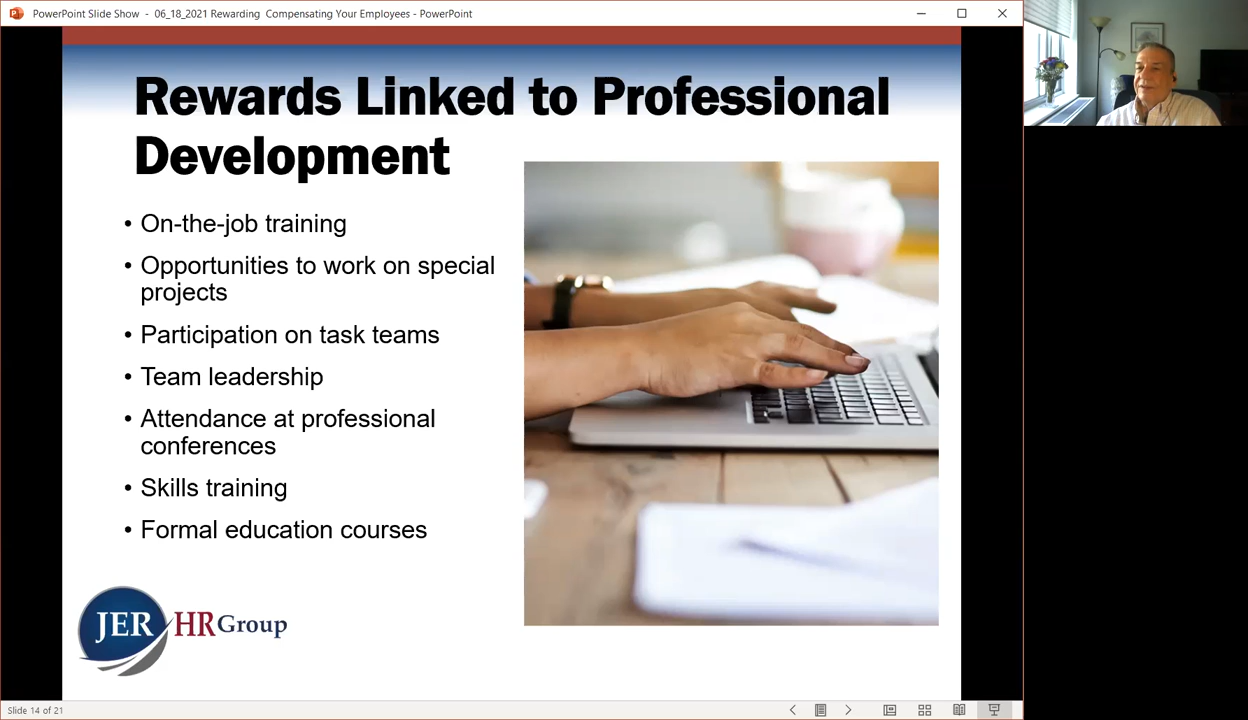 PowerPoint Slide Show - 06_18_2021 Rewarding Compensating Your Employees - PowerPoint
Rewards Linked to Professional
Development
• On-the-job training
• Opportunities to work on special
projects
• Participation on task teams
• Team leadership
• Attendance at professional
conferences
• Skills training
• Formal education courses
JER HR Group
Slide 14 of 21